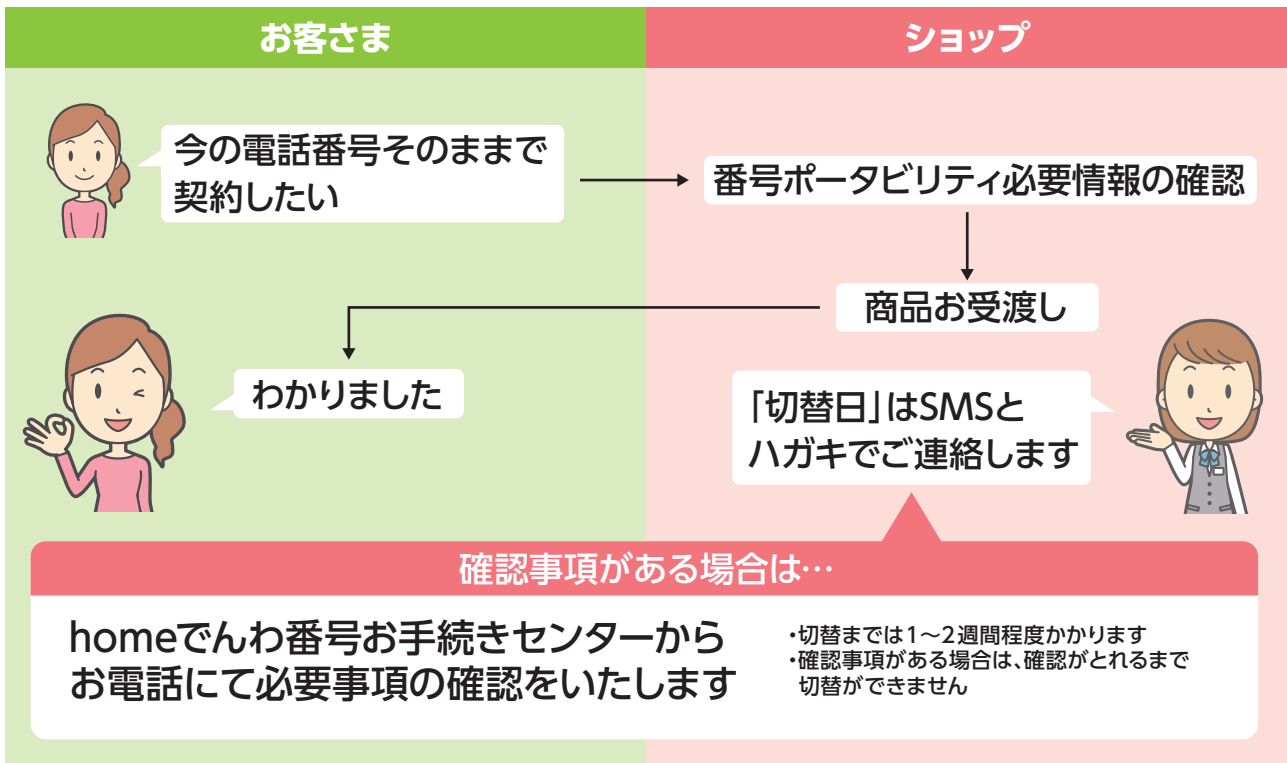 お客さま
ショップ
今の電話番号そのままで
契約したい
番号ポータビリティ必要情報の確認
商品お受渡し
わかりました
「切替日」はSMSと
ハガキでご連絡します
確認事項がある場合は…
homeでんわ番号お手続きセンターから
お電話にて必要事項の確認をいたします
・切替までは1～2週間程度かかります
・確認事項がある場合は、確認がとれるまで
切替ができません